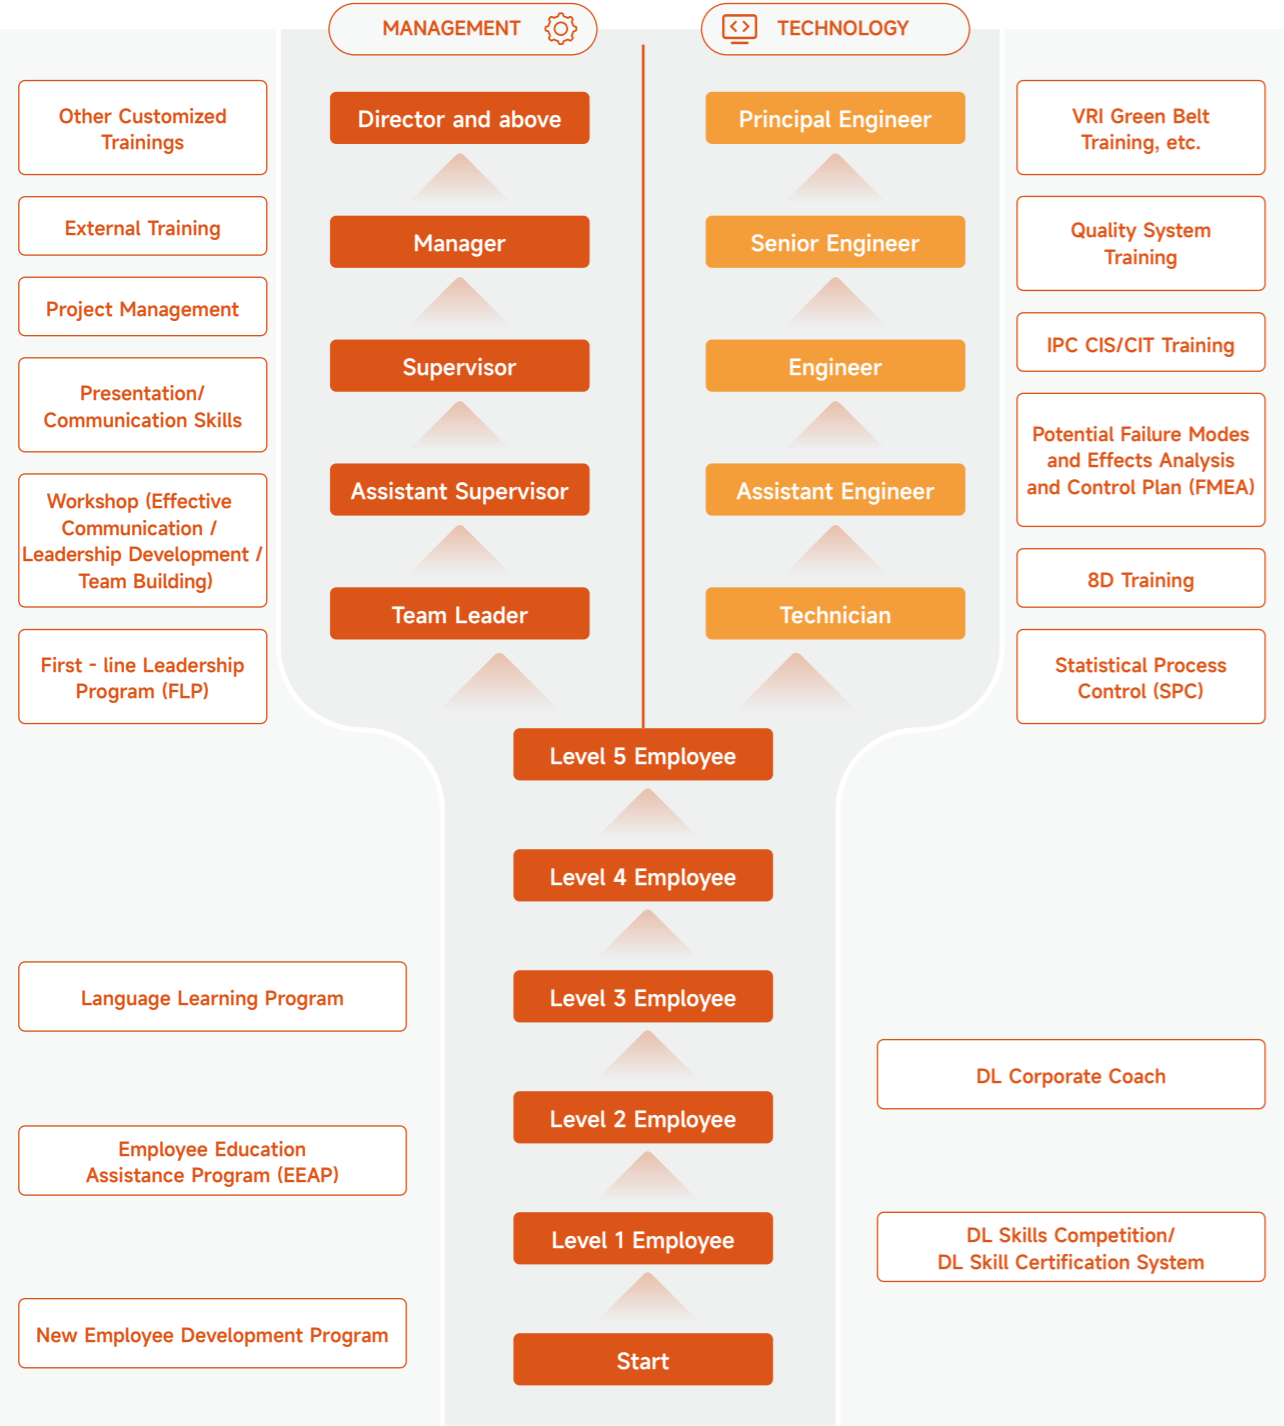 MANAGEMENT
TECHNOLOGY
Other Customized
Trainings
External Training
Project Management
Presentation/
Communication Skills
Workshop (Effective
Communication /
Leadership Development /
Team Building)
First - line Leadership
Program (FLP)
Director and above
Manager
Supervisor
Assistant Supervisor
Team Leader
Principal Engineer
Senior Engineer
Engineer
Assistant Engineer
Technician
VRI Green Belt
Training, etc.
Quality System
Training
IPC CIS/CIT Training
Potential Failure Modes
and Effects Analysis
and Control Plan (FMEA)
8D Training
Statistical Process
Control (SPC)
Level 5 Employee
Level 4 Employee
Level 3 Employee
Level 2 Employee
Level 1 Employee
Start
Language Learning Program
Employee Education
Assistance Program (EEAP)
New Employee Development Program
DL Corporate Coach
DL Skills Competition/
DL Skill Certification System